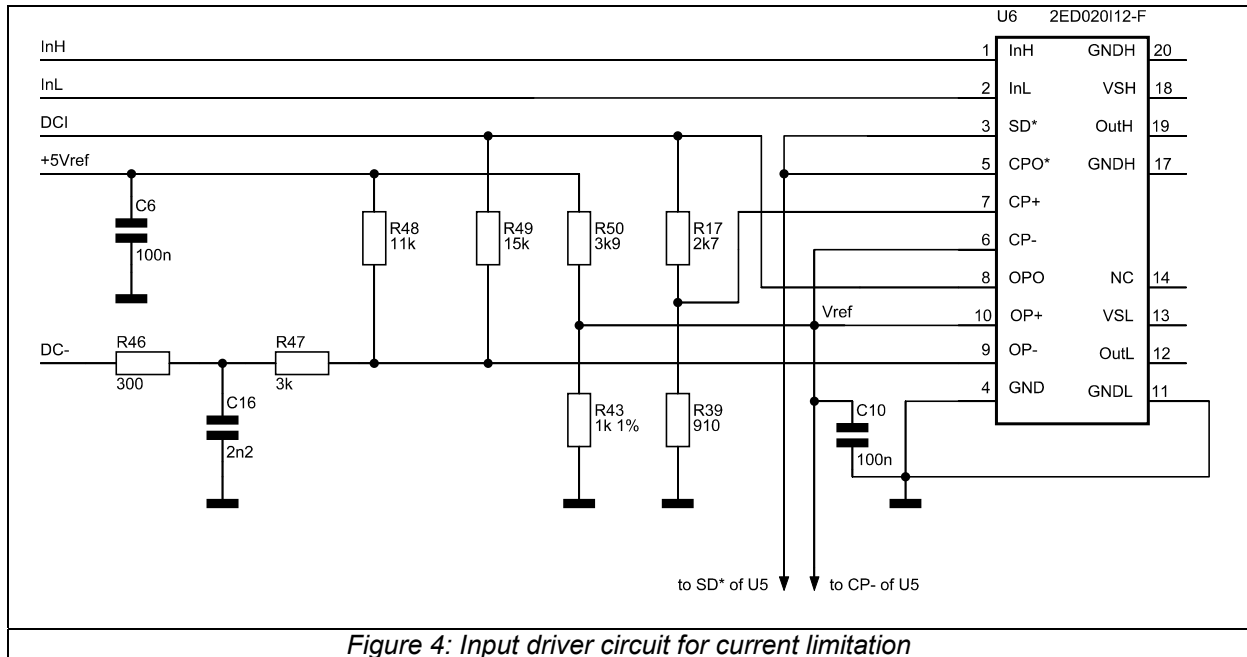 U6 2ED020I12-F
InH
InL
DCI
+5Vref
1 InH GNDH 20
2 InL VSH 18
3 SD* OutH 19
5 CPO* GNDH 17
7 CP+
6 CP-
8 OPO NC 14
10 OP+ VSL 13
9 OP- OutL 12
4 GND GNDL 11
C6
100n
R48
11k
R49
15k
R50
3k9
R17
2k7
Vref
DC-
R46
300
R47
3k
C16
2n2
R43
1k 1%
R39
910
C10
100n
to SD* of U5
to CP- of U5
Figure 4: Input driver circuit for current limitation